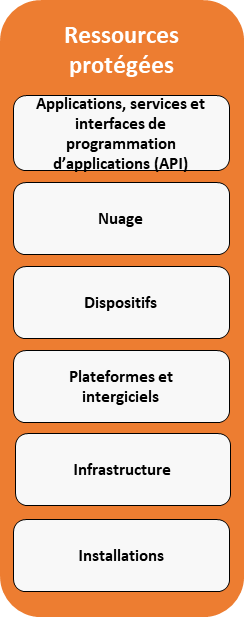 Ressources
protégées
Applications, services et
interfaces de
programmation
d’applications (API)
Nuage
Dispositifs
Plateformes et
intergiciels
Infrastructure
Installations